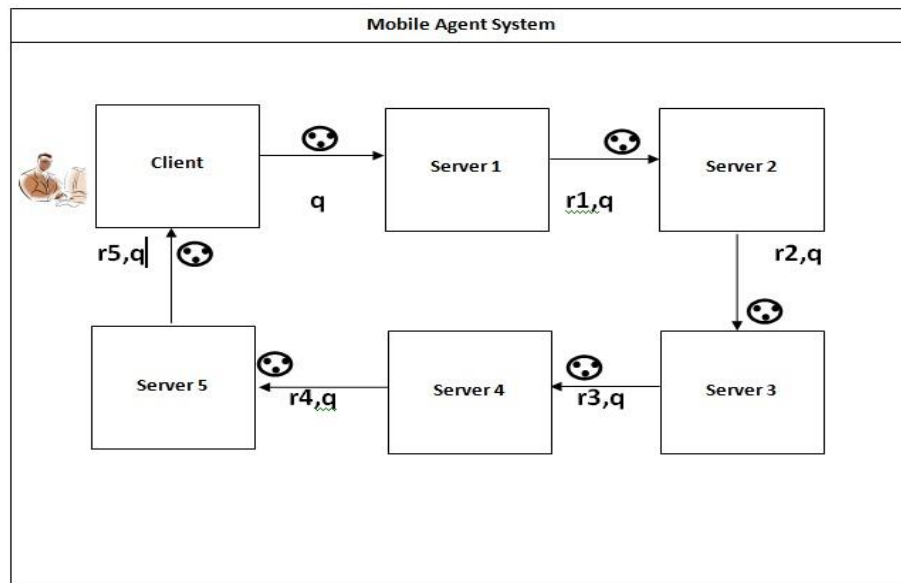 Mobile Agent System
Client
q
Server 1
r1,q
Server 2
r5,q
r2,q
Server 5
r4,q
Server 4
r3,q
Server 3